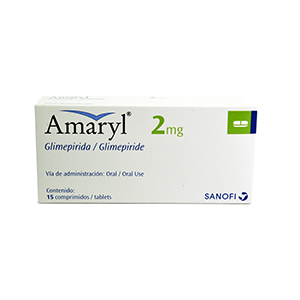 Amaryl® 2mg
Glimepirida / Glimepiride
Vía de administración: Oral / Oral Use
Contenido:
15 comprimidos / tablets
SANOFI